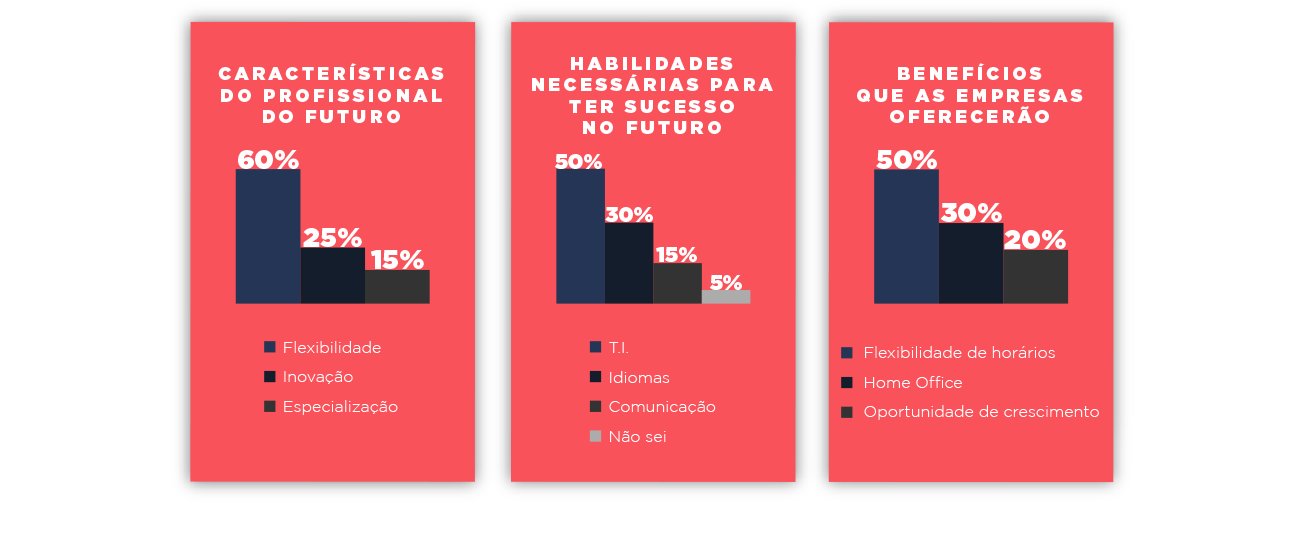 CARACTERÍSTICAS
DO PROFISSIONAL
DO FUTURO
60%
25%
15%
Flexibilidade
Inovação
Especialização
HABILIDADES
NECESSÁRIAS PARA
TER SUCESSO
NO FUTURO
50%
30%
15%
5%
T.I.
Idiomas
Comunicação
Não sei
BENEFÍCIOS
QUE AS EMPRESAS
OFERECERÃO
50%
30%
20%
Flexibilidade de horários
Home Office
Oportunidade de crescimento